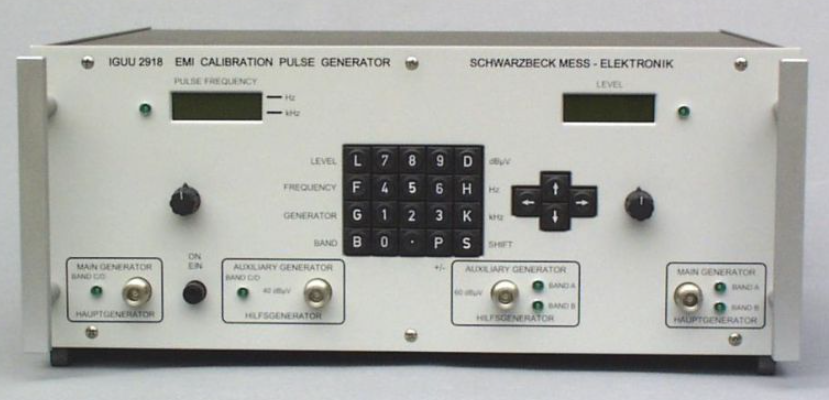 IGUU 2918 EMI CALIBRATION PULSE GENERATOR SCHWARZBECK MESS - ELEKTRONIK
PULSE FREQUENCY
Hz
kHz
LEVEL
LEVEL L 7 8 9 D dBµV
FREQUENCY F 4 5 6 H Hz
GENERATOR G 1 2 3 K kHz
BAND B 0 . P S SHIFT
+/-
← ↑ ↓ →
MAIN GENERATOR
BAND C/D
HAUPTGENERATOR
ON
EIN
AUXILIARY GENERATOR
BAND C/D
60 dBµV
HILFSGENERATOR
AUXILIARY GENERATOR
60 dBµV
BAND A
BAND B
HILFSGENERATOR
MAIN GENERATOR
BAND A
BAND B
HAUPTGENERATOR